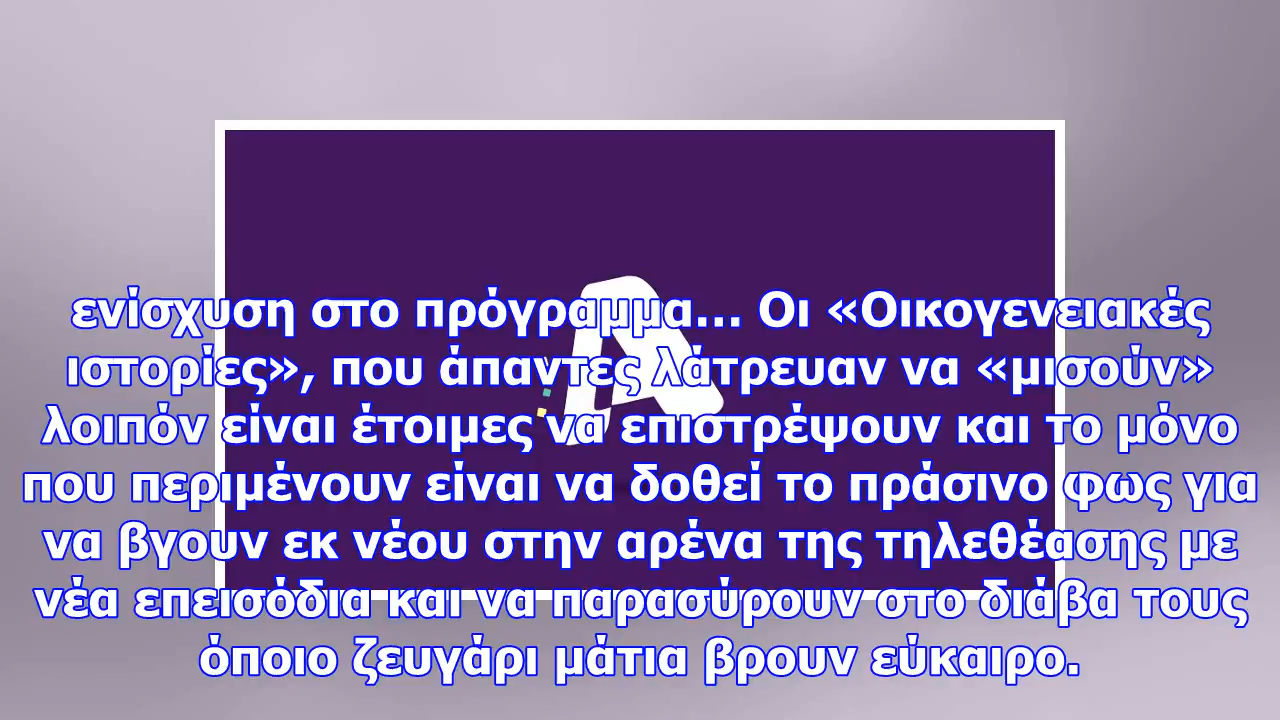 ενίσχυση στο πρόγραμμα... Οι «Οικογενειακές
ιστορίες», που άπαντες λάτρευαν να «μισούν»
λοιπόν είναι έτοιμες να επιστρέψουν και το μόνο
που περιμένουν είναι να δοθεί το πράσινο φως για
να βγουν εκ νέου στην αρένα της τηλεθέασης με
νέα επεισόδια και να παρασύρουν στο διάβα τους
όποιο ζευγάρι μάτια βρουν εύκαιρο.